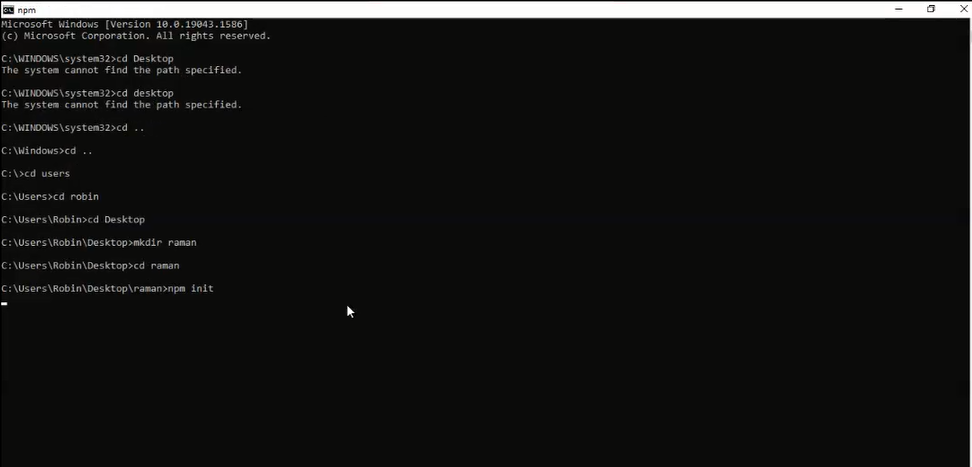 npm
Microsoft Windows [Version 10.0.19043.1586]
(c) Microsoft Corporation. All rights reserved.
C:\WINDOWS\system32>cd Desktop
The system cannot find the path specified.
C:\WINDOWS\system32>cd desktop
The system cannot find the path specified.
C:\WINDOWS\system32>cd ..
C:\Windows>cd ..
C:\>cd users
C:\Users>cd robin
C:\Users\Robin>cd Desktop
C:\Users\Robin\Desktop>mkdir raman
C:\Users\Robin\Desktop>cd raman
C:\Users\Robin\Desktop\raman>npm init